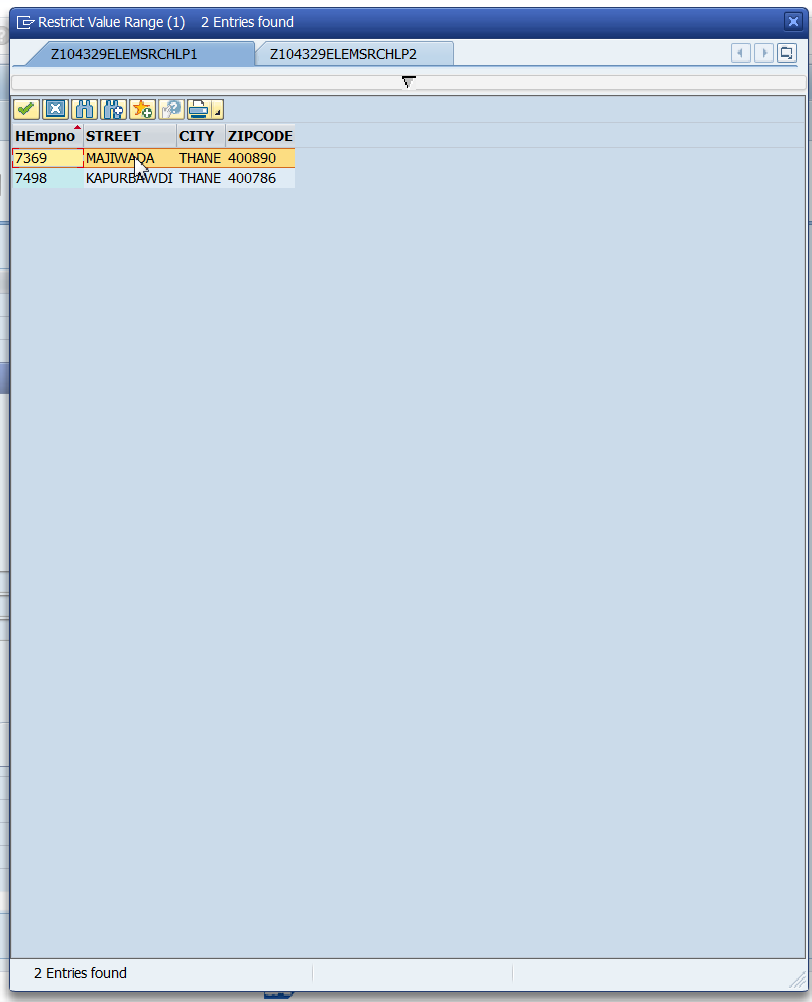 Restrict Value Range (1) 2 Entries found
Z104329ELEMSRCHLP1 Z104329ELEMSRCHLP2
HEmpno STREET CITY ZIPCODE
7369 MAJIWADA THANE 400890
7498 KAPURBAWDI THANE 400786
2 Entries found